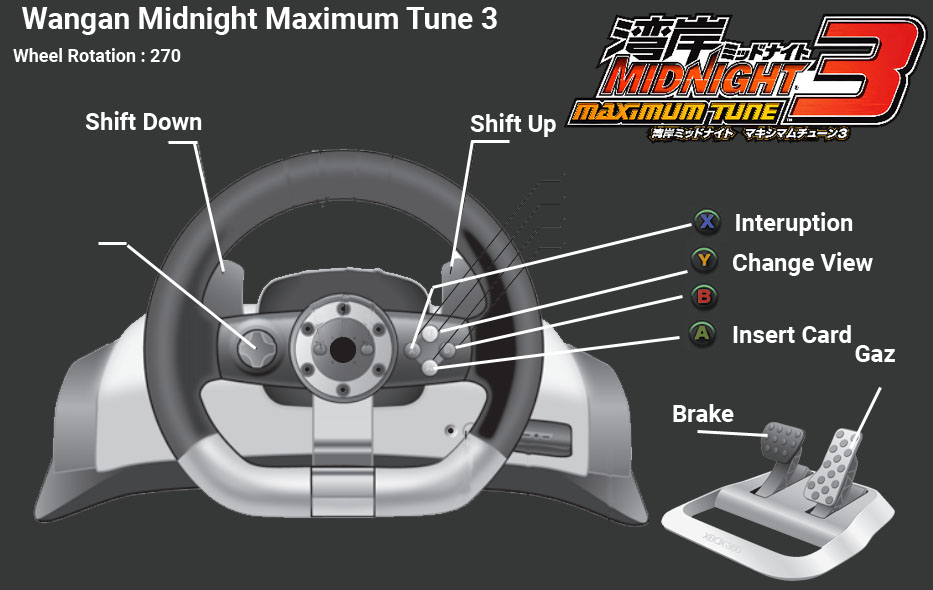 Wangan Midnight Maximum Tune 3
Wheel Rotation : 270
湾岸
ミッドナイト
MIDNIGHT
3
MAXIMUM TUNE
TM
湾岸ミッドナイト マキシマムチューン3
Shift Down
Shift Up
X Interuption
Y Change View
B
A Insert Card
Gaz
Brake
XBOX360